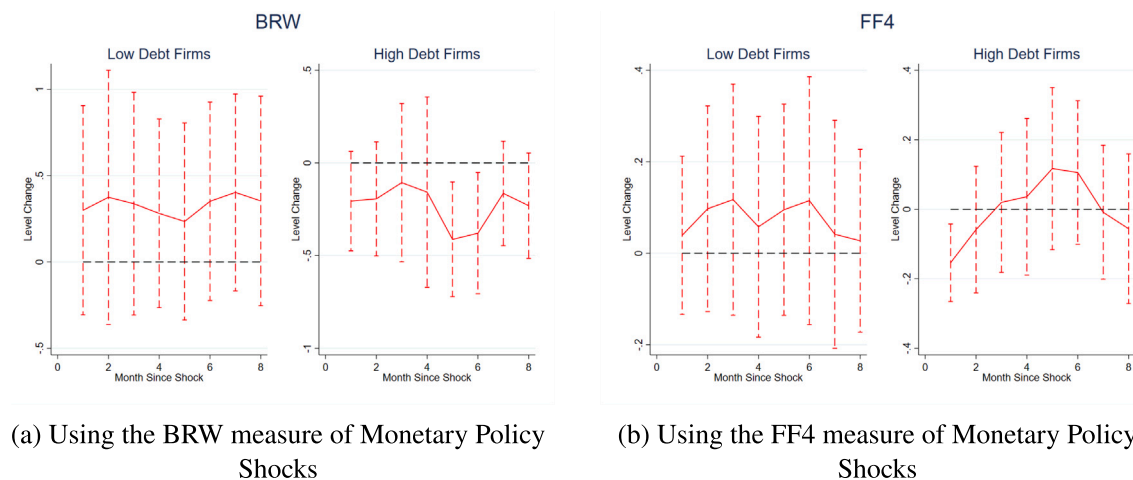 BRW
Low Debt Firms
High Debt Firms
Level Change
1
.5
0
-.5
0 2 4 6 8
Month Since Shock
Level Change
.5
0
-.5
-1
0 2 4 6 8
Month Since Shock
(a) Using the BRW measure of Monetary Policy
Shocks
FF4
Low Debt Firms
High Debt Firms
Level Change
.4
.2
0
-.2
0 2 4 6 8
Month Since Shock
Level Change
.4
.2
0
-.2
-.4
0 2 4 6 8
Month Since Shock
(b) Using the FF4 measure of Monetary Policy
Shocks